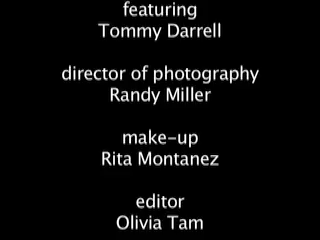 featuring
Tommy Darrell
director of photography
Randy Miller
make-up
Rita Montanez
editor
Olivia Tam